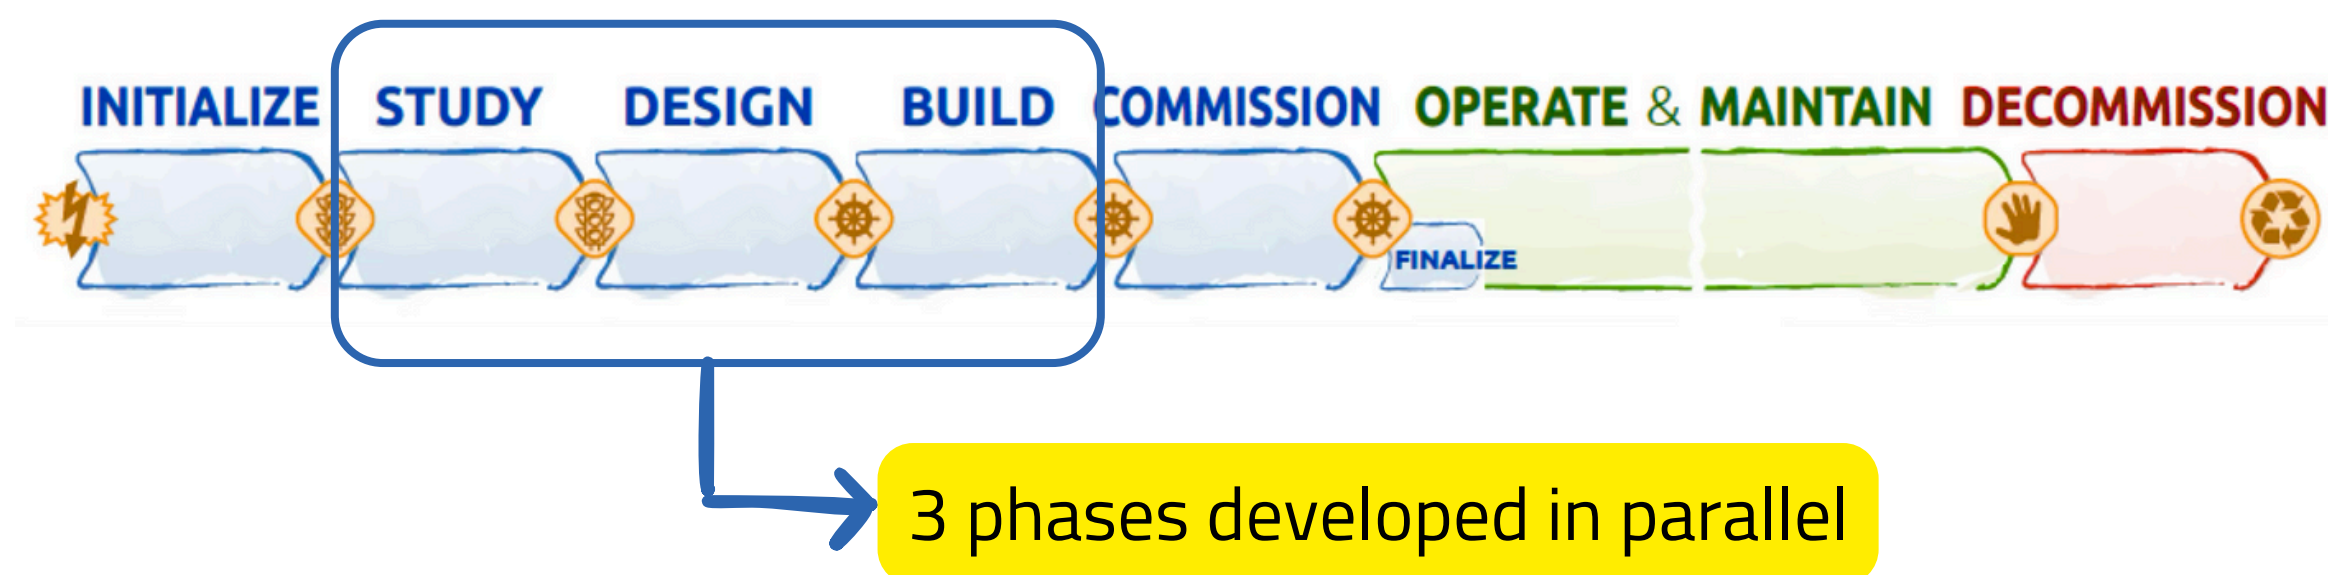 INITIALIZE STUDY DESIGN BUILD COMMISSION OPERATE & MAINTAIN DECOMMISSION
FINALIZE
3 phases developed in parallel